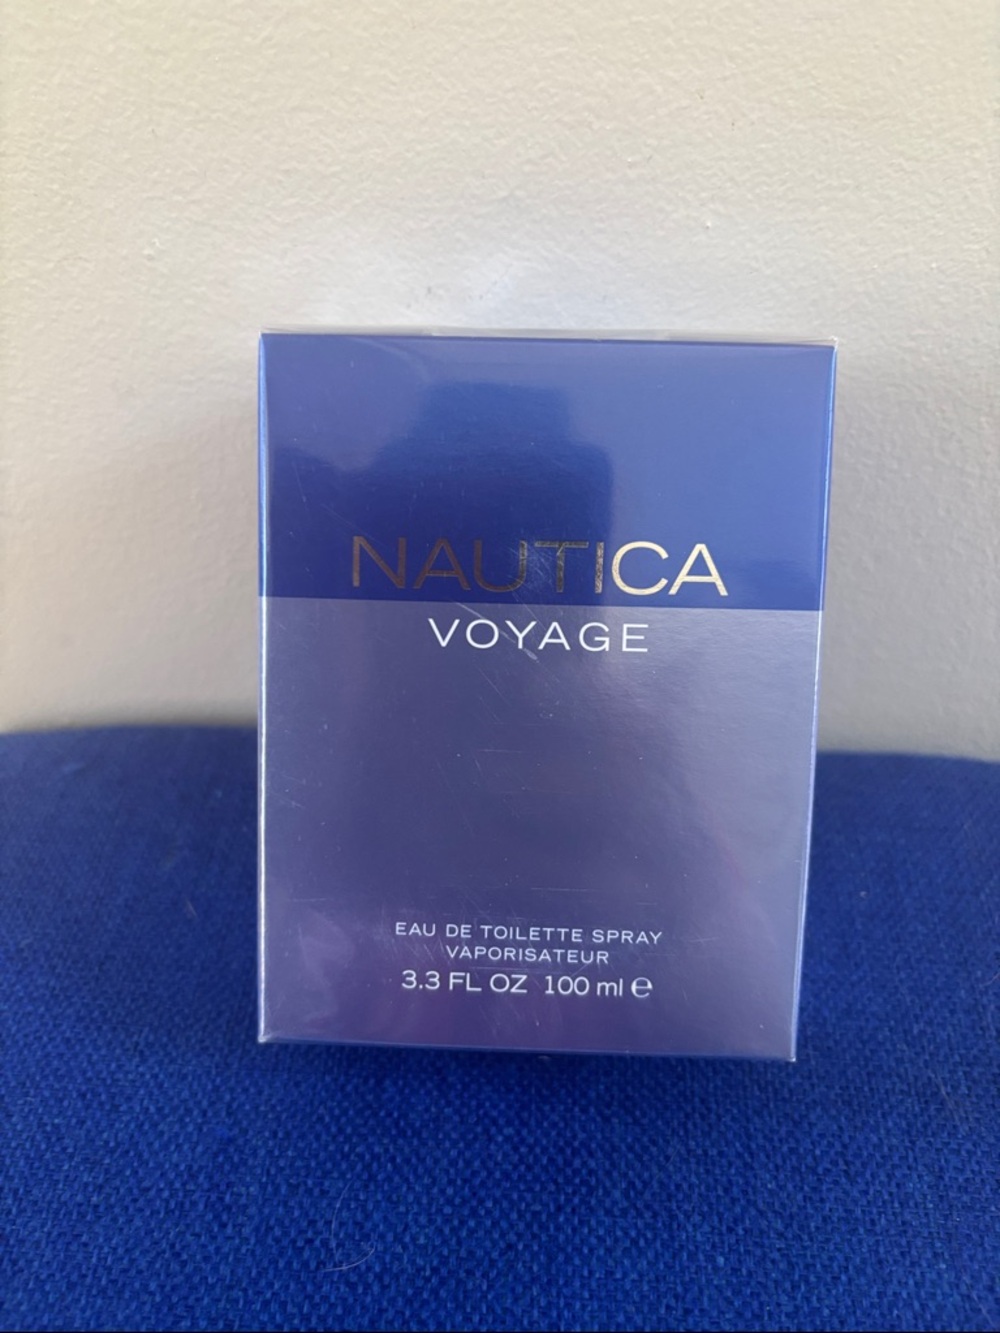 NAUTICA
VOYAGE
EAU DE TOILETTE SPRAY
VAPORISATEUR
3.3 FL OZ 100 ml ℮